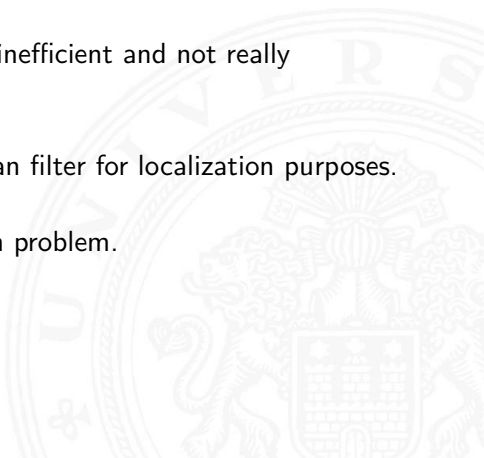 inefficient and not really
an filter for localization purposes.
n problem.
U N I V E R S